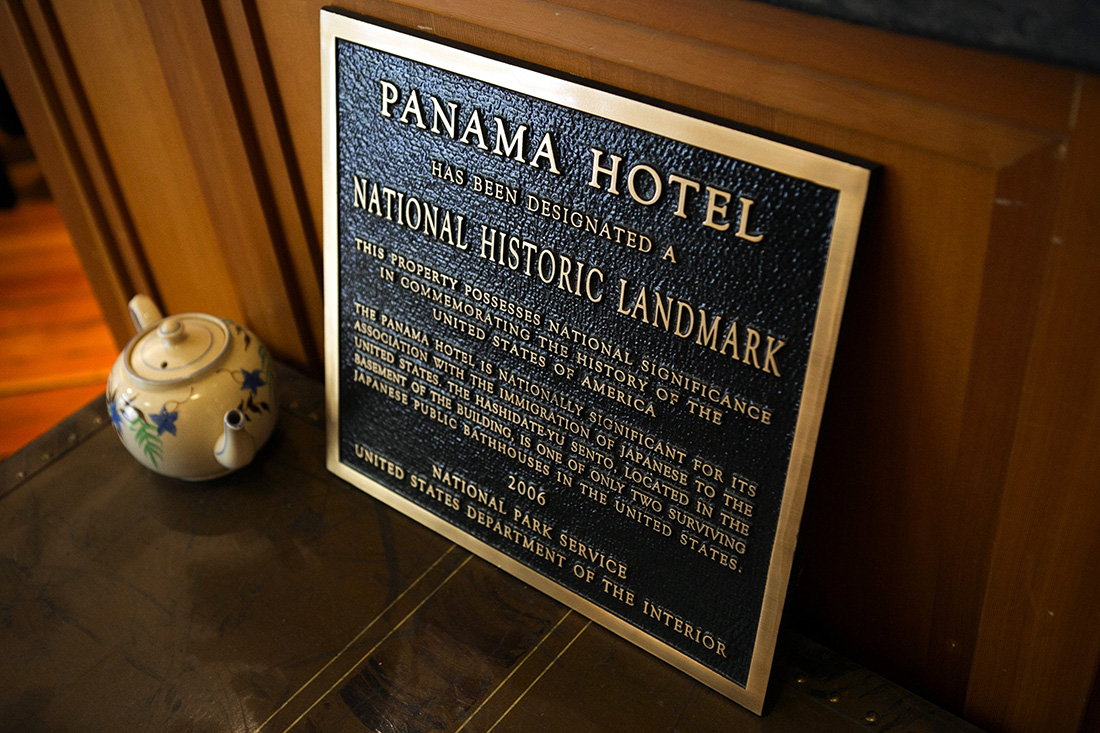 PANAMA HOTEL
HAS BEEN DESIGNATED A
NATIONAL HISTORIC LANDMARK
THIS PROPERTY POSSESSES NATIONAL SIGNIFICANCE
IN COMMEMORATING THE HISTORY OF THE
UNITED STATES OF AMERICA
THE PANAMA HOTEL IS NATIONALLY SIGNIFICANT FOR ITS
ASSOCIATION WITH THE IMMIGRATION OF JAPANESE TO THE
UNITED STATES. THE HASHIDATEYU SENTO, LOCATED IN THE
BASEMENT OF THE BUILDING, IS ONE OF ONLY TWO SURVIVING
JAPANESE PUBLIC BATHHOUSES IN THE UNITED STATES.
2006
NATIONAL PARK SERVICE
UNITED STATES DEPARTMENT OF THE INTERIOR